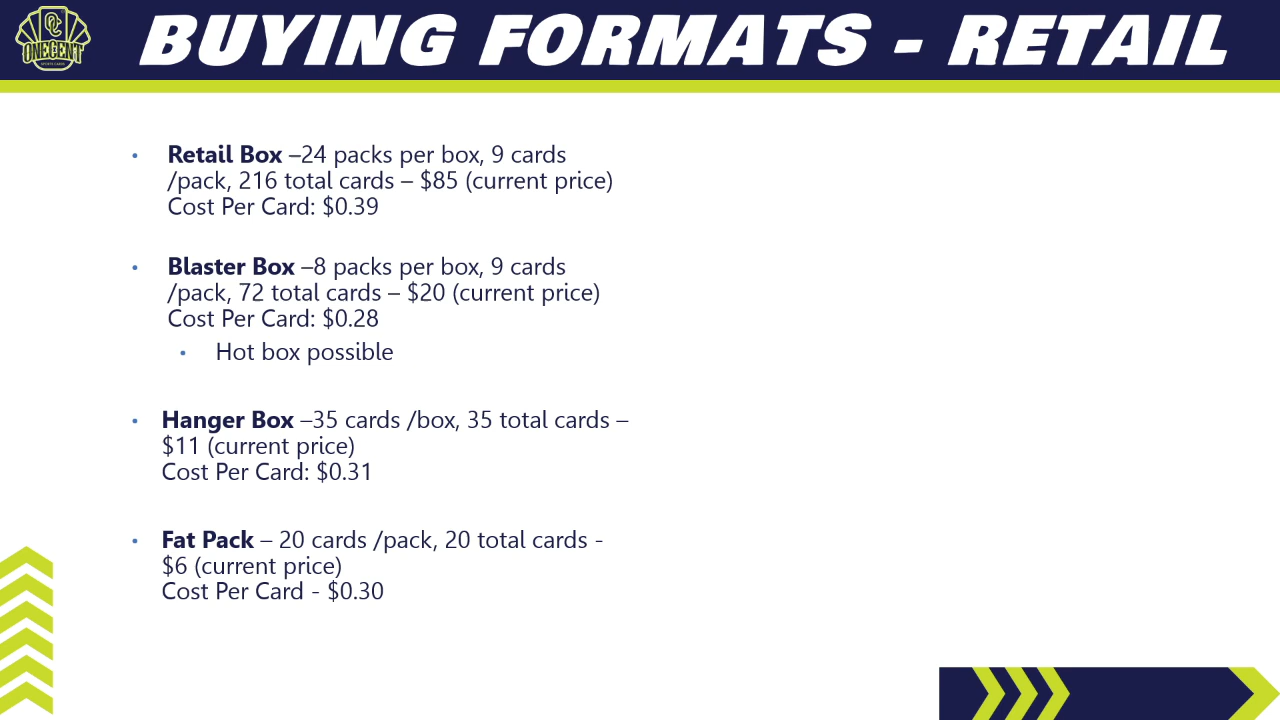 OC
ONEGENT
SPORTS CARDS
BUYING FORMATS - RETAIL
• Retail Box –24 packs per box, 9 cards
/pack, 216 total cards – $85 (current price)
Cost Per Card: $0.39
• Blaster Box –8 packs per box, 9 cards
/pack, 72 total cards – $20 (current price)
Cost Per Card: $0.28
• Hot box possible
• Hanger Box –35 cards /box, 35 total cards –
$11 (current price)
Cost Per Card: $0.31
• Fat Pack – 20 cards /pack, 20 total cards -
$6 (current price)
Cost Per Card - $0.30